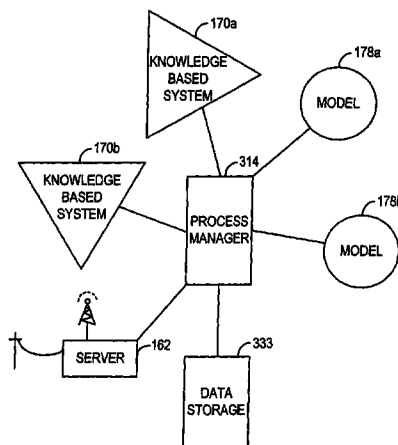 170a
KNOWLEDGE
BASED
SYSTEM
178a
MODEL
170b
KNOWLEDGE
BASED
SYSTEM
314
PROCESS
MANAGER
MODEL
SERVER
162
333
DATA
STORAGE